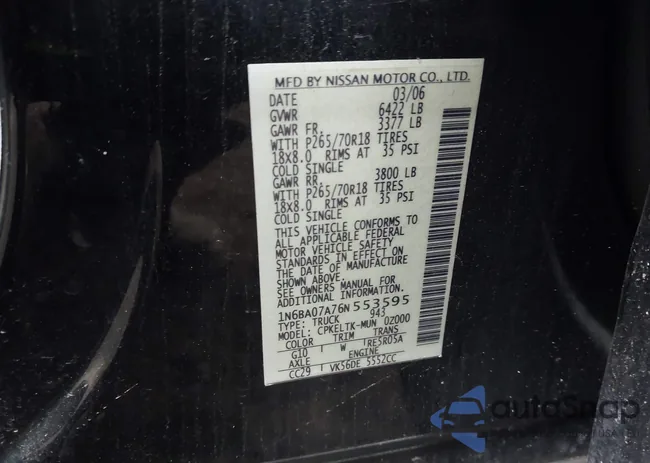 MFD BY NISSAN MOTOR CO., LTD.
DATE 03/06
GVWR 6422 LB
GAWR FR. 3377 LB
WITH P265/70R18 TIRES
18X8.0 RIMS AT 35 PSI
COLD SINGLE
GAWR RR. 3800 LB
WITH P265/70R18 TIRES
18X8.0 RIMS AT 35 PSI
COLD SINGLE
THIS VEHICLE CONFORMS TO
ALL APPLICABLE FEDERAL
MOTOR VEHICLE SAFETY
STANDARDS IN EFFECT ON
THE DATE OF MANUFACTURE
SHOWN ABOVE.
SEE OWNERS MANUAL FOR
ADDITIONAL INFORMATION.
1N6BA07A76N553595
TYPE: TRUCK 943
MODEL: CPKELTK-MUN 0Z000
COLOR TRIM TRANS
G10 W RE5R05A
ENGINE
CC29 VK56DE 5552CC
autoSnap